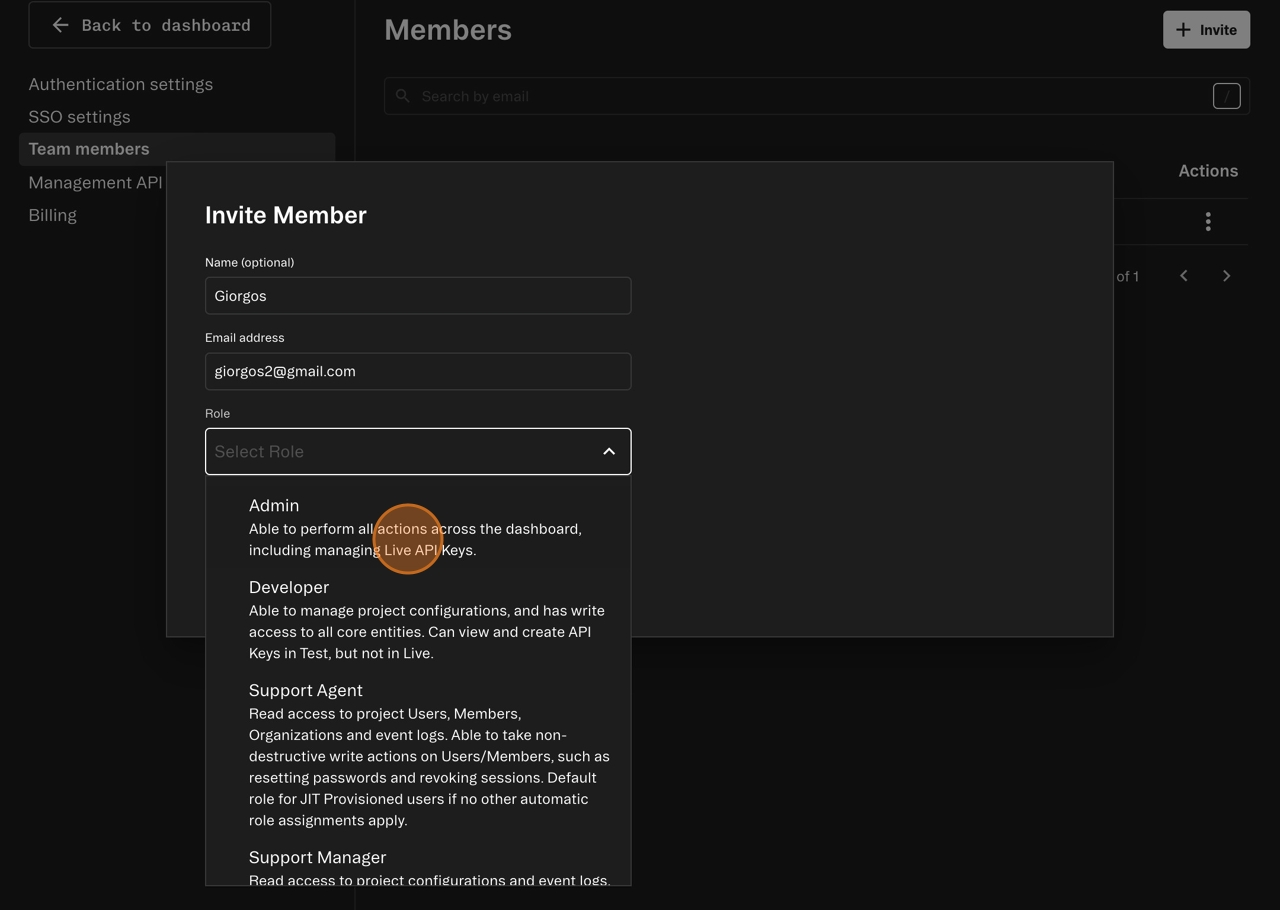 Back to dashboard
Authentication settings
SSO settings
Team members
Management API
Billing
Members
Invite
Search by email
/
Actions
of 1
Invite Member
Name (optional)
Giorgos
Email address
giorgos2@gmail.com
Role
Select Role
Admin
Able to perform all actions across the dashboard,
including managing Live API Keys.
Developer
Able to manage project configurations, and has write
access to all core entities. Can view and create API
Keys in Test, but not in Live.
Support Agent
Read access to project Users, Members,
Organizations and event logs. Able to take non-
destructive write actions on Users/Members, such as
resetting passwords and revoking sessions. Default
role for JIT Provisioned users if no other automatic
role assignments apply.
Support Manager
Read access to project configurations and event logs.